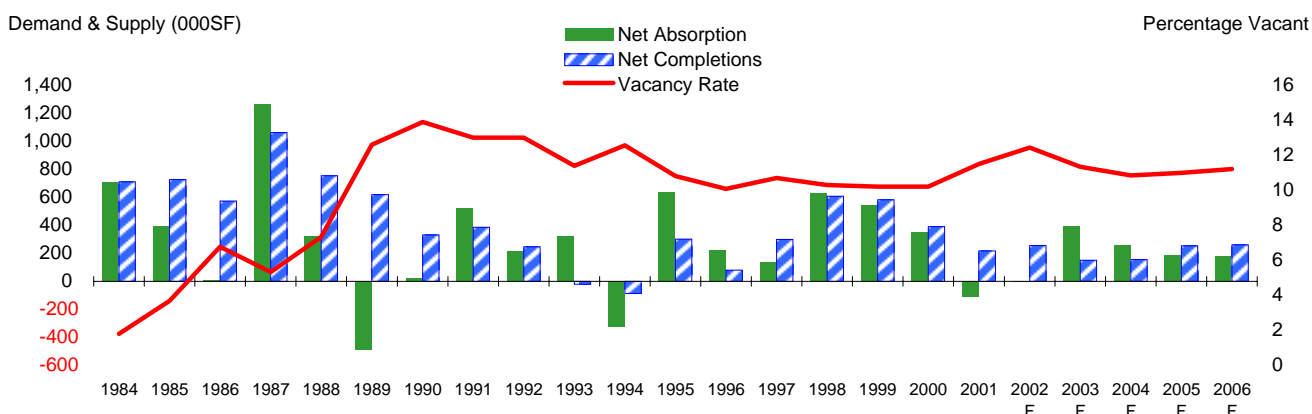 Demand & Supply (000SF)
Percentage Vacant
Net Absorption
Net Completions
Vacancy Rate
1,400
1,200
1,000
800
600
400
200
0
-200
-400
-600
16
14
12
10
8
6
4
2
0
1984 1985 1986 1987 1988 1989 1990 1991 1992 1993 1994 1995 1996 1997 1998 1999 2000 2001 2002 2003 2004 2005 2006
F F F F F